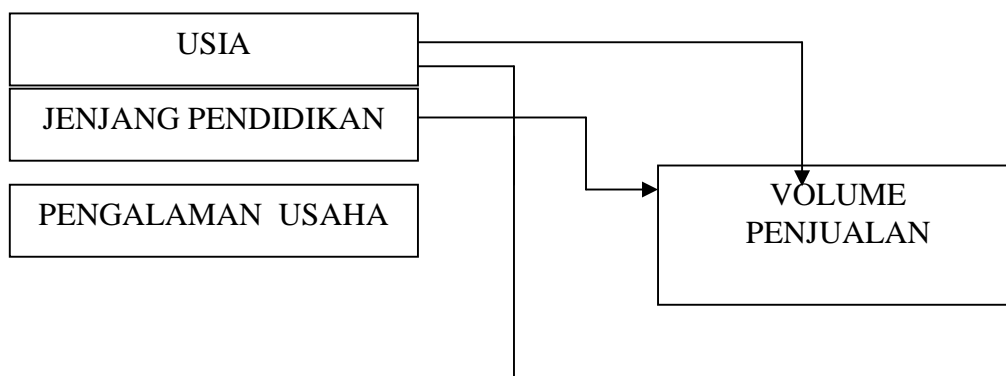 USIA
JENJANG PENDIDIKAN
PENGALAMAN USAHA
VOLUME
PENJUALAN